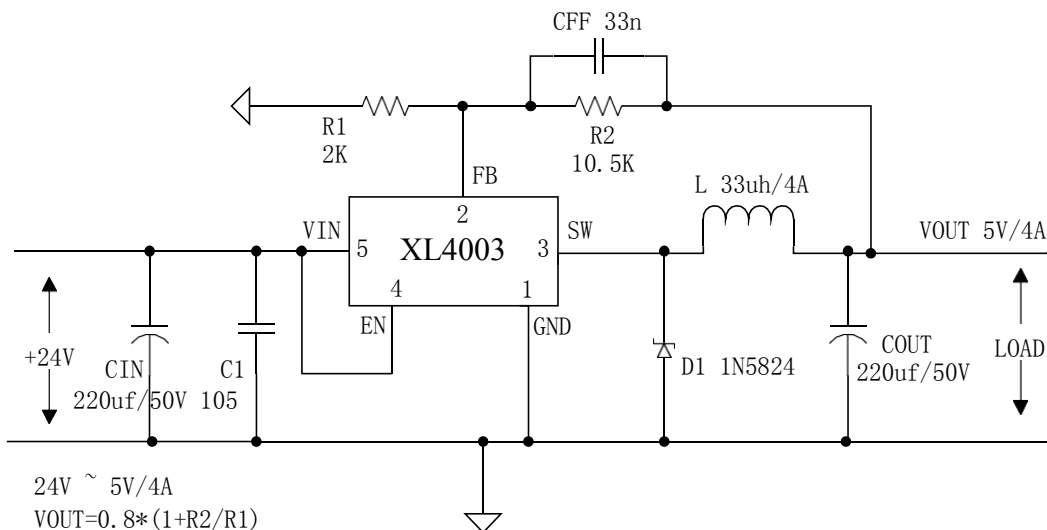 CFF 33n
R1
2K
R2
10.5K
FB
L 33uh/4A
VIN
2
SW
VOUT 5V/4A
5
XL4003
3
4
1
EN
GND
+24V
CIN
220uf/50V
C1
105
D1 1N5824
COUT
220uf/50V
LOAD
24V ~ 5V/4A
VOUT=0.8*(1+R2/R1)